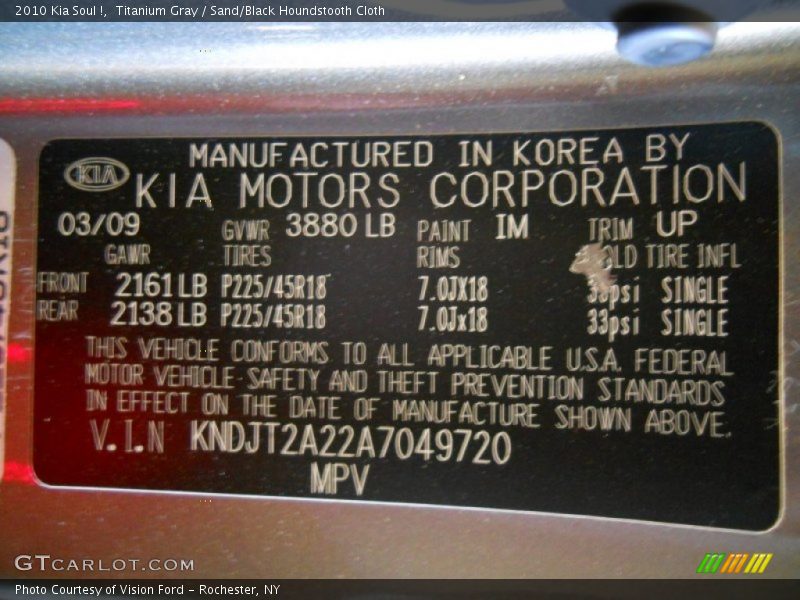 2010 Kia Soul !, Titanium Gray / Sand/Black Houndstooth Cloth
MANUFACTURED IN KOREA BY
KIA KIA MOTORS CORPORATION
03/09 GVWR 3880 LB PAINT IM TRIM UP
GAWR TIRES RIMS LD TIRE INFL
FRONT 2161 LB P225/45R18 7.0JX18 psi SINGLE
REAR 2138 LB P225/45R18 7.0Jx18 33psi SINGLE
THIS VEHICLE CONFORMS TO ALL APPLICABLE U.S.A. FEDERAL
MOTOR VEHICLE SAFETY AND THEFT PREVENTION STANDARDS
IN EFFECT ON THE DATE OF MANUFACTURE SHOWN ABOVE.
V.I.N KNDJT2A22A7049720
MPV
GTCARLOT.COM
Photo Courtesy of Vision Ford - Rochester, NY